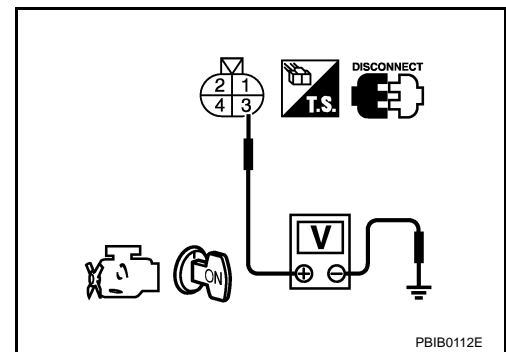 DISCONNECT
2 1
4 3
T.S.
V
ON
+ −
PBIB0112E